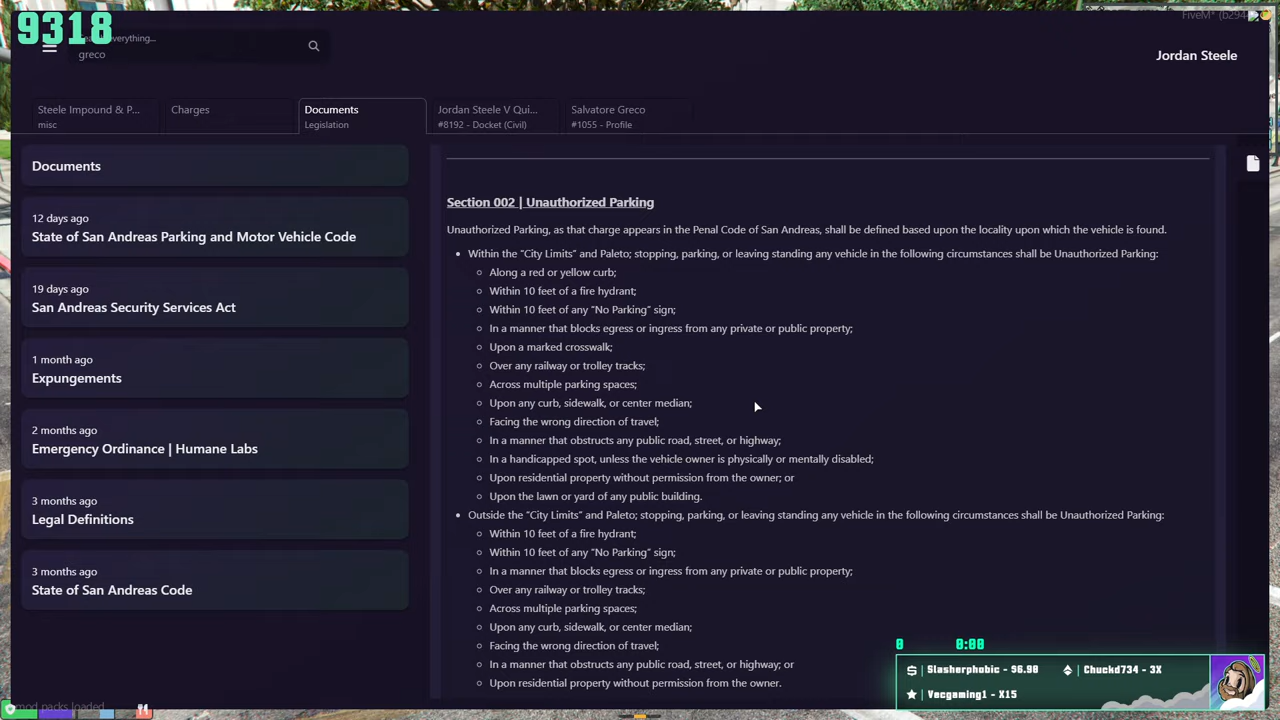 9318
FiveM* (b294
everything...
greco
Jordan Steele
Steele Impound & P...
misc
Charges
Documents
Legislation
Jordan Steele V Qui...
#8192 - Docket (Civil)
Salvatore Greco
#1055 - Profile
Documents
12 days ago
State of San Andreas Parking and Motor Vehicle Code
19 days ago
San Andreas Security Services Act
1 month ago
Expungements
2 months ago
Emergency Ordinance | Humane Labs
3 months ago
Legal Definitions
3 months ago
State of San Andreas Code
Section 002 | Unauthorized Parking
Unauthorized Parking, as that charge appears in the Penal Code of San Andreas, shall be defined based upon the locality upon which the vehicle is found.
Within the "City Limits" and Paleto; stopping, parking, or leaving standing any vehicle in the following circumstances shall be Unauthorized Parking:
Along a red or yellow curb;
Within 10 feet of a fire hydrant;
Within 10 feet of any "No Parking" sign;
In a manner that blocks egress or ingress from any private or public property;
Upon a marked crosswalk;
Over any railway or trolley tracks;
Across multiple parking spaces;
Upon any curb, sidewalk, or center median;
Facing the wrong direction of travel;
In a manner that obstructs any public road, street, or highway;
In a handicapped spot, unless the vehicle owner is physically or mentally disabled;
Upon residential property without permission from the owner; or
Upon the lawn or yard of any public building.
Outside the "City Limits" and Paleto; stopping, parking, or leaving standing any vehicle in the following circumstances shall be Unauthorized Parking:
Within 10 feet of a fire hydrant;
Within 10 feet of any "No Parking" sign;
In a manner that blocks egress or ingress from any private or public property;
Over any railway or trolley tracks;
Across multiple parking spaces;
Upon any curb, sidewalk, or center median;
Facing the wrong direction of travel;
In a manner that obstructs any public road, street, or highway; or
Upon residential property without permission from the owner.
0 0:00
Slasherphobic - 96.90
Chuckd734 - 3X
Vacgaming1 - X15
mod packs loaded